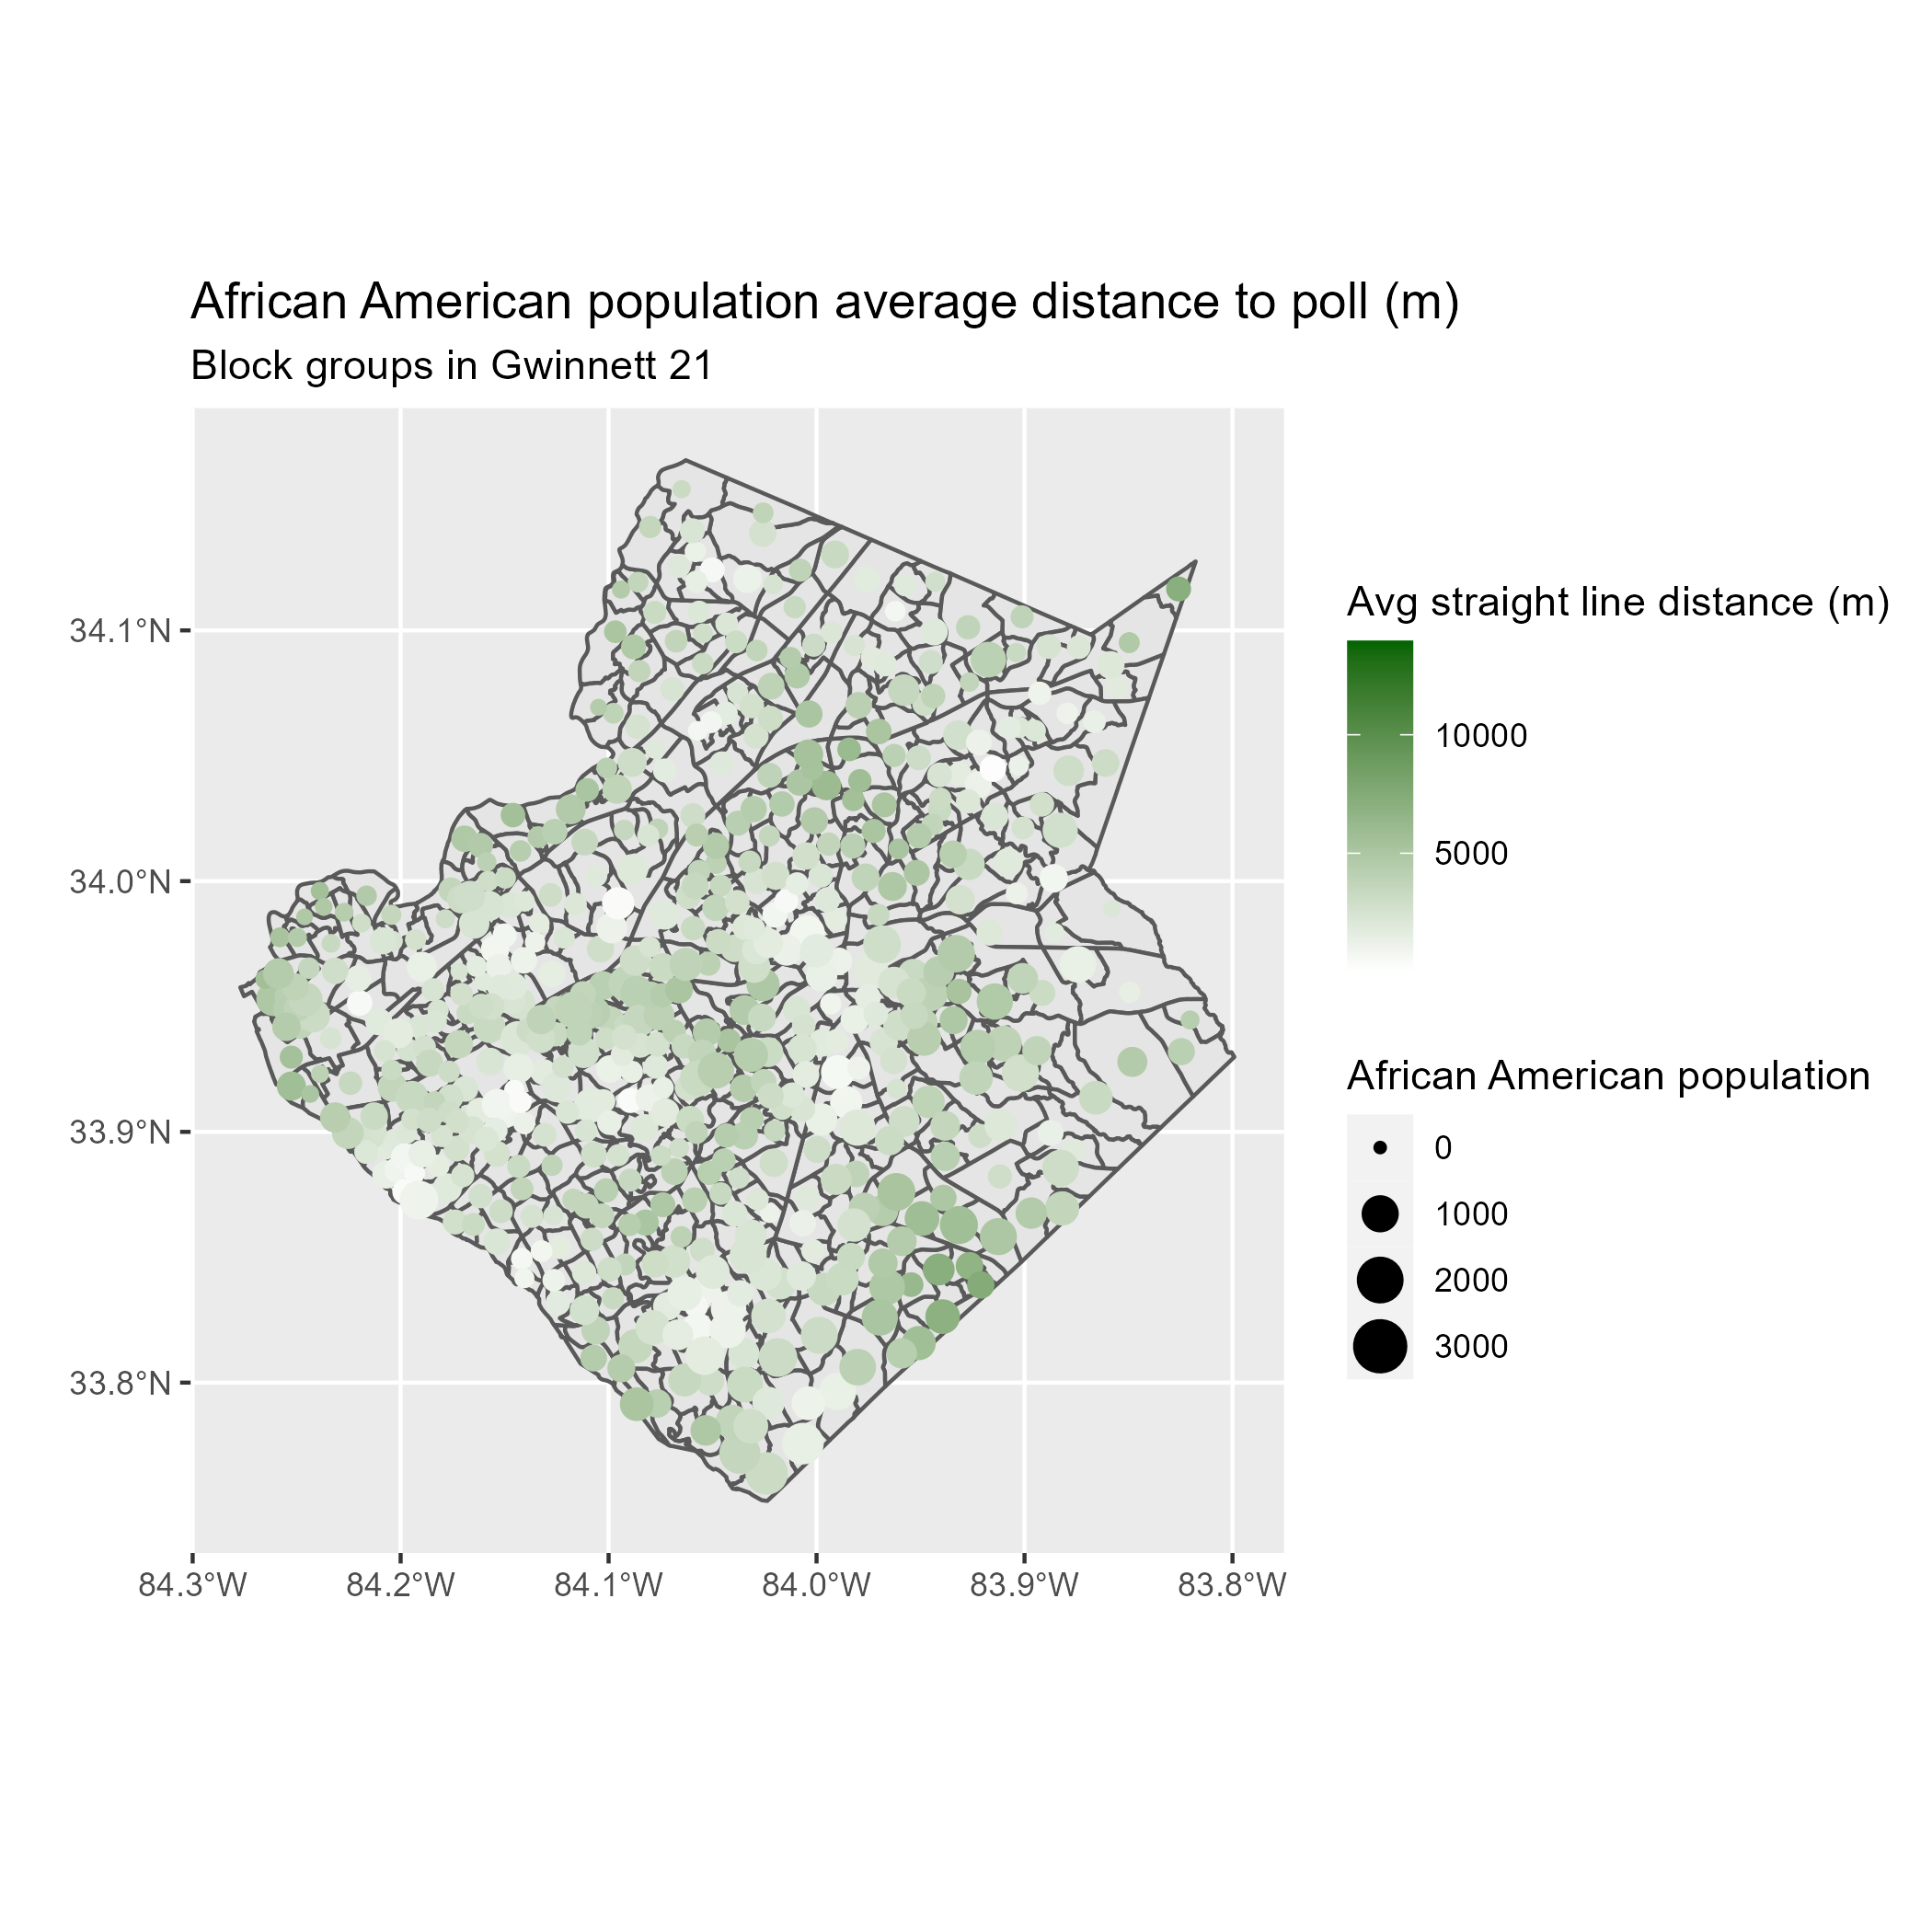 African American population average distance to poll (m)
Block groups in Gwinnett 21
34.1°N
34.0°N
33.9°N
33.8°N
84.3°W
84.2°W
84.1°W
84.0°W
83.9°W
83.8°W
Avg straight line distance (m)
10000
5000
African American population
0
1000
2000
3000